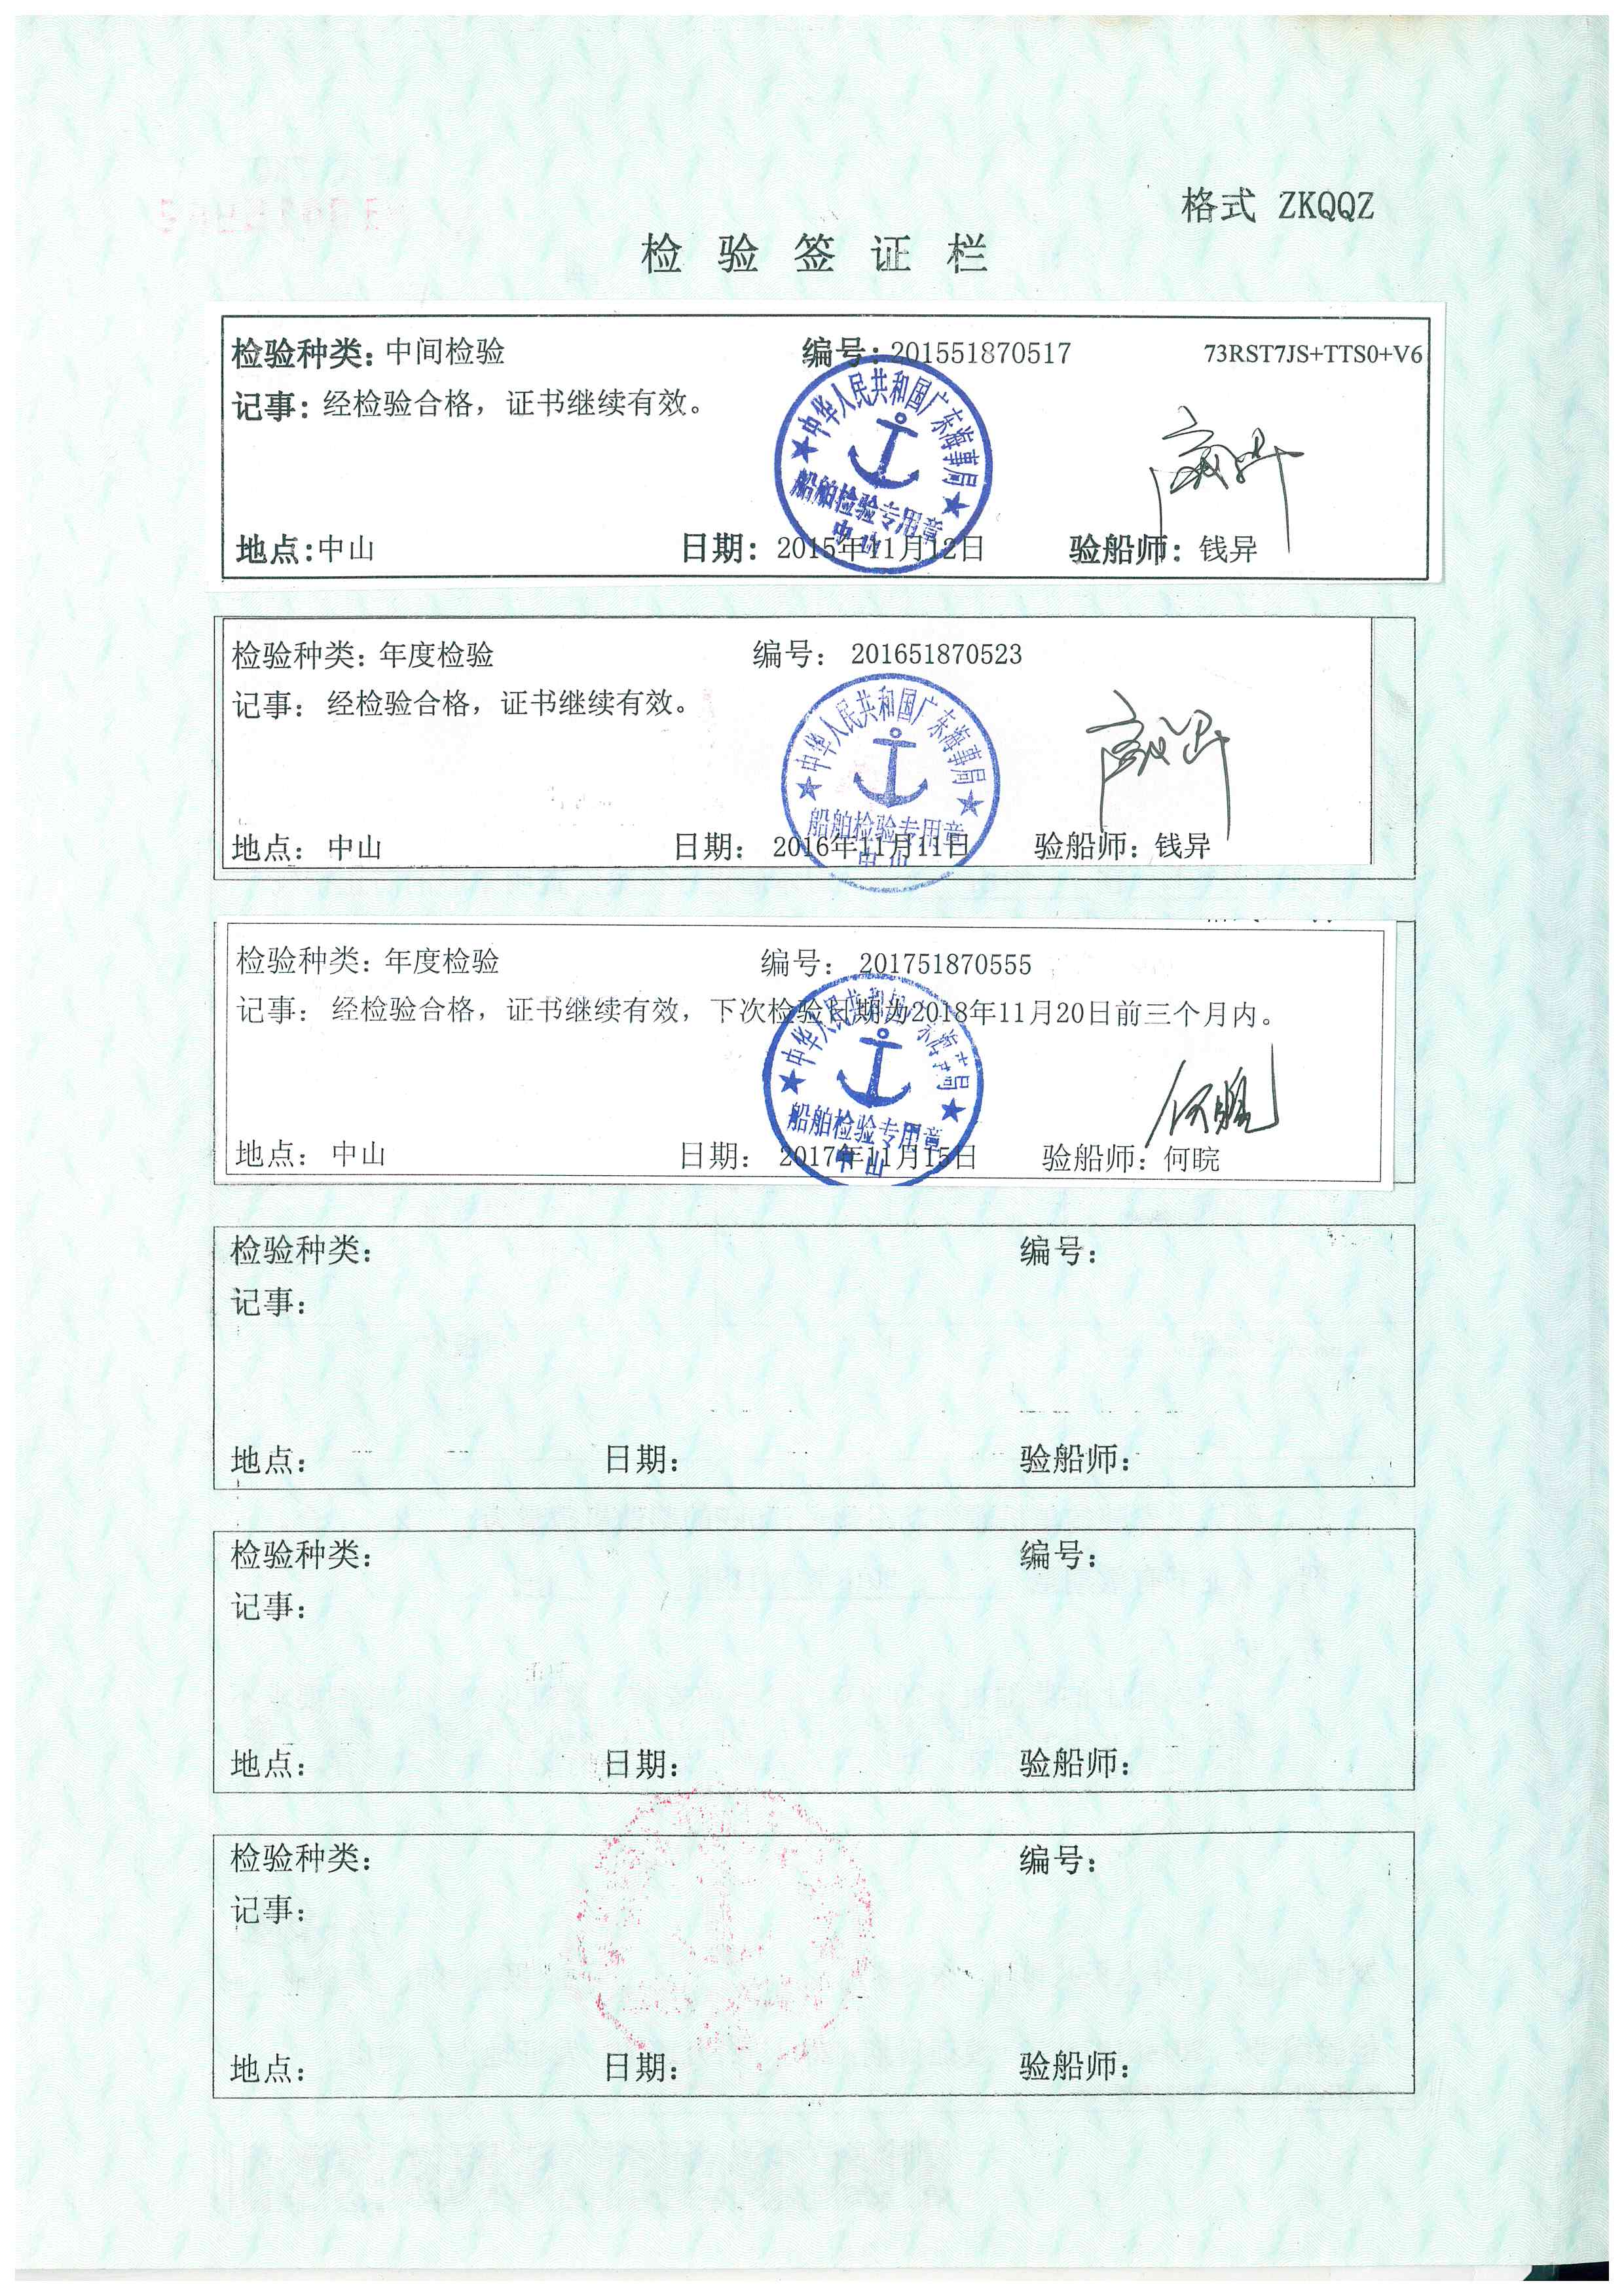 格式 ZKQQZ
检验签证栏
检验种类：中间检验 编号：201551870517 73RST7JS+TTS0+V6
记事：经检验合格，证书继续有效。
中华人民共和国广东海事局
船舶检验专用章
中山
地点：中山 日期：2015年11月12日 验船师：钱异
检验种类：年度检验 编号：201651870523
记事：经检验合格，证书继续有效。
中华人民共和国广东海事局
船舶检验专用章
中山
地点：中山 日期：2016年11月11日 验船师：钱异
检验种类：年度检验 编号：201751870555
记事：经检验合格，证书继续有效，下次检验日期为2018年11月20日前三个月内。
中华人民共和国广东海事局
船舶检验专用章
中山
何睆
地点：中山 日期：2017年11月15日 验船师：何睆
检验种类： 编号：
记事：
地点： 日期： 验船师：
检验种类： 编号：
记事：
地点： 日期： 验船师：
检验种类： 编号：
记事：
地点： 日期： 验船师：